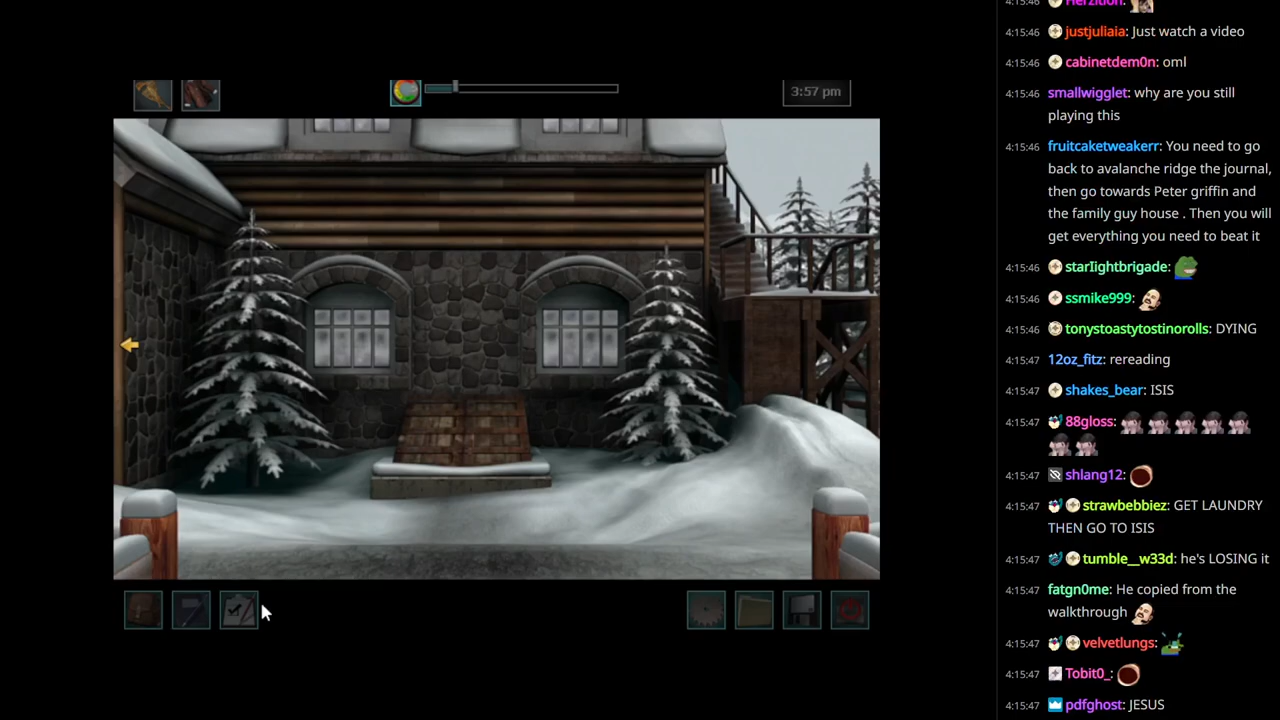 3:57 pm
4:15:46 Herzition:
4:15:46 justjuliaia: Just watch a video
4:15:46 cabinetdem0n: oml
4:15:46 smallwigglet: why are you still
playing this
4:15:46 fruitcaketweakerr: You need to go
back to avalanche ridge the journal,
then go towards Peter griffin and
the family guy house . Then you will
get everything you need to beat it
4:15:46 starIightbrigade:
4:15:46 ssmike999:
4:15:46 tonystoastytostinorolls: DYING
4:15:47 12oz_fitz: rereading
4:15:47 shakes_bear: ISIS
4:15:47 88gloss:
4:15:47 shlang12:
4:15:47 strawbebbiez: GET LAUNDRY
THEN GO TO ISIS
4:15:47 tumble__w33d: he's LOSING it
4:15:47 fatgn0me: He copied from the
walkthrough
4:15:47 velvetlungs:
4:15:47 Tobit0_:
4:15:47 pdfghost: JESUS